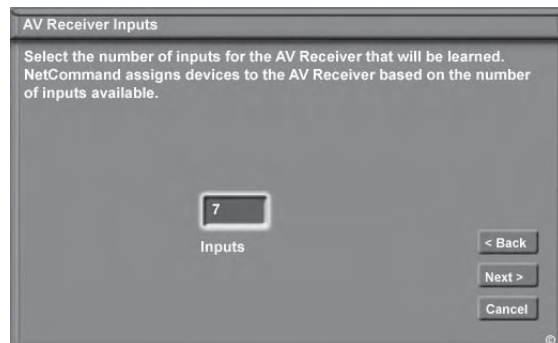 AV Receiver Inputs
Select the number of inputs for the AV Receiver that will be learned.
NetCommand assigns devices to the AV Receiver based on the number
of inputs available.
7
Inputs
< Back
Next >
Cancel
©